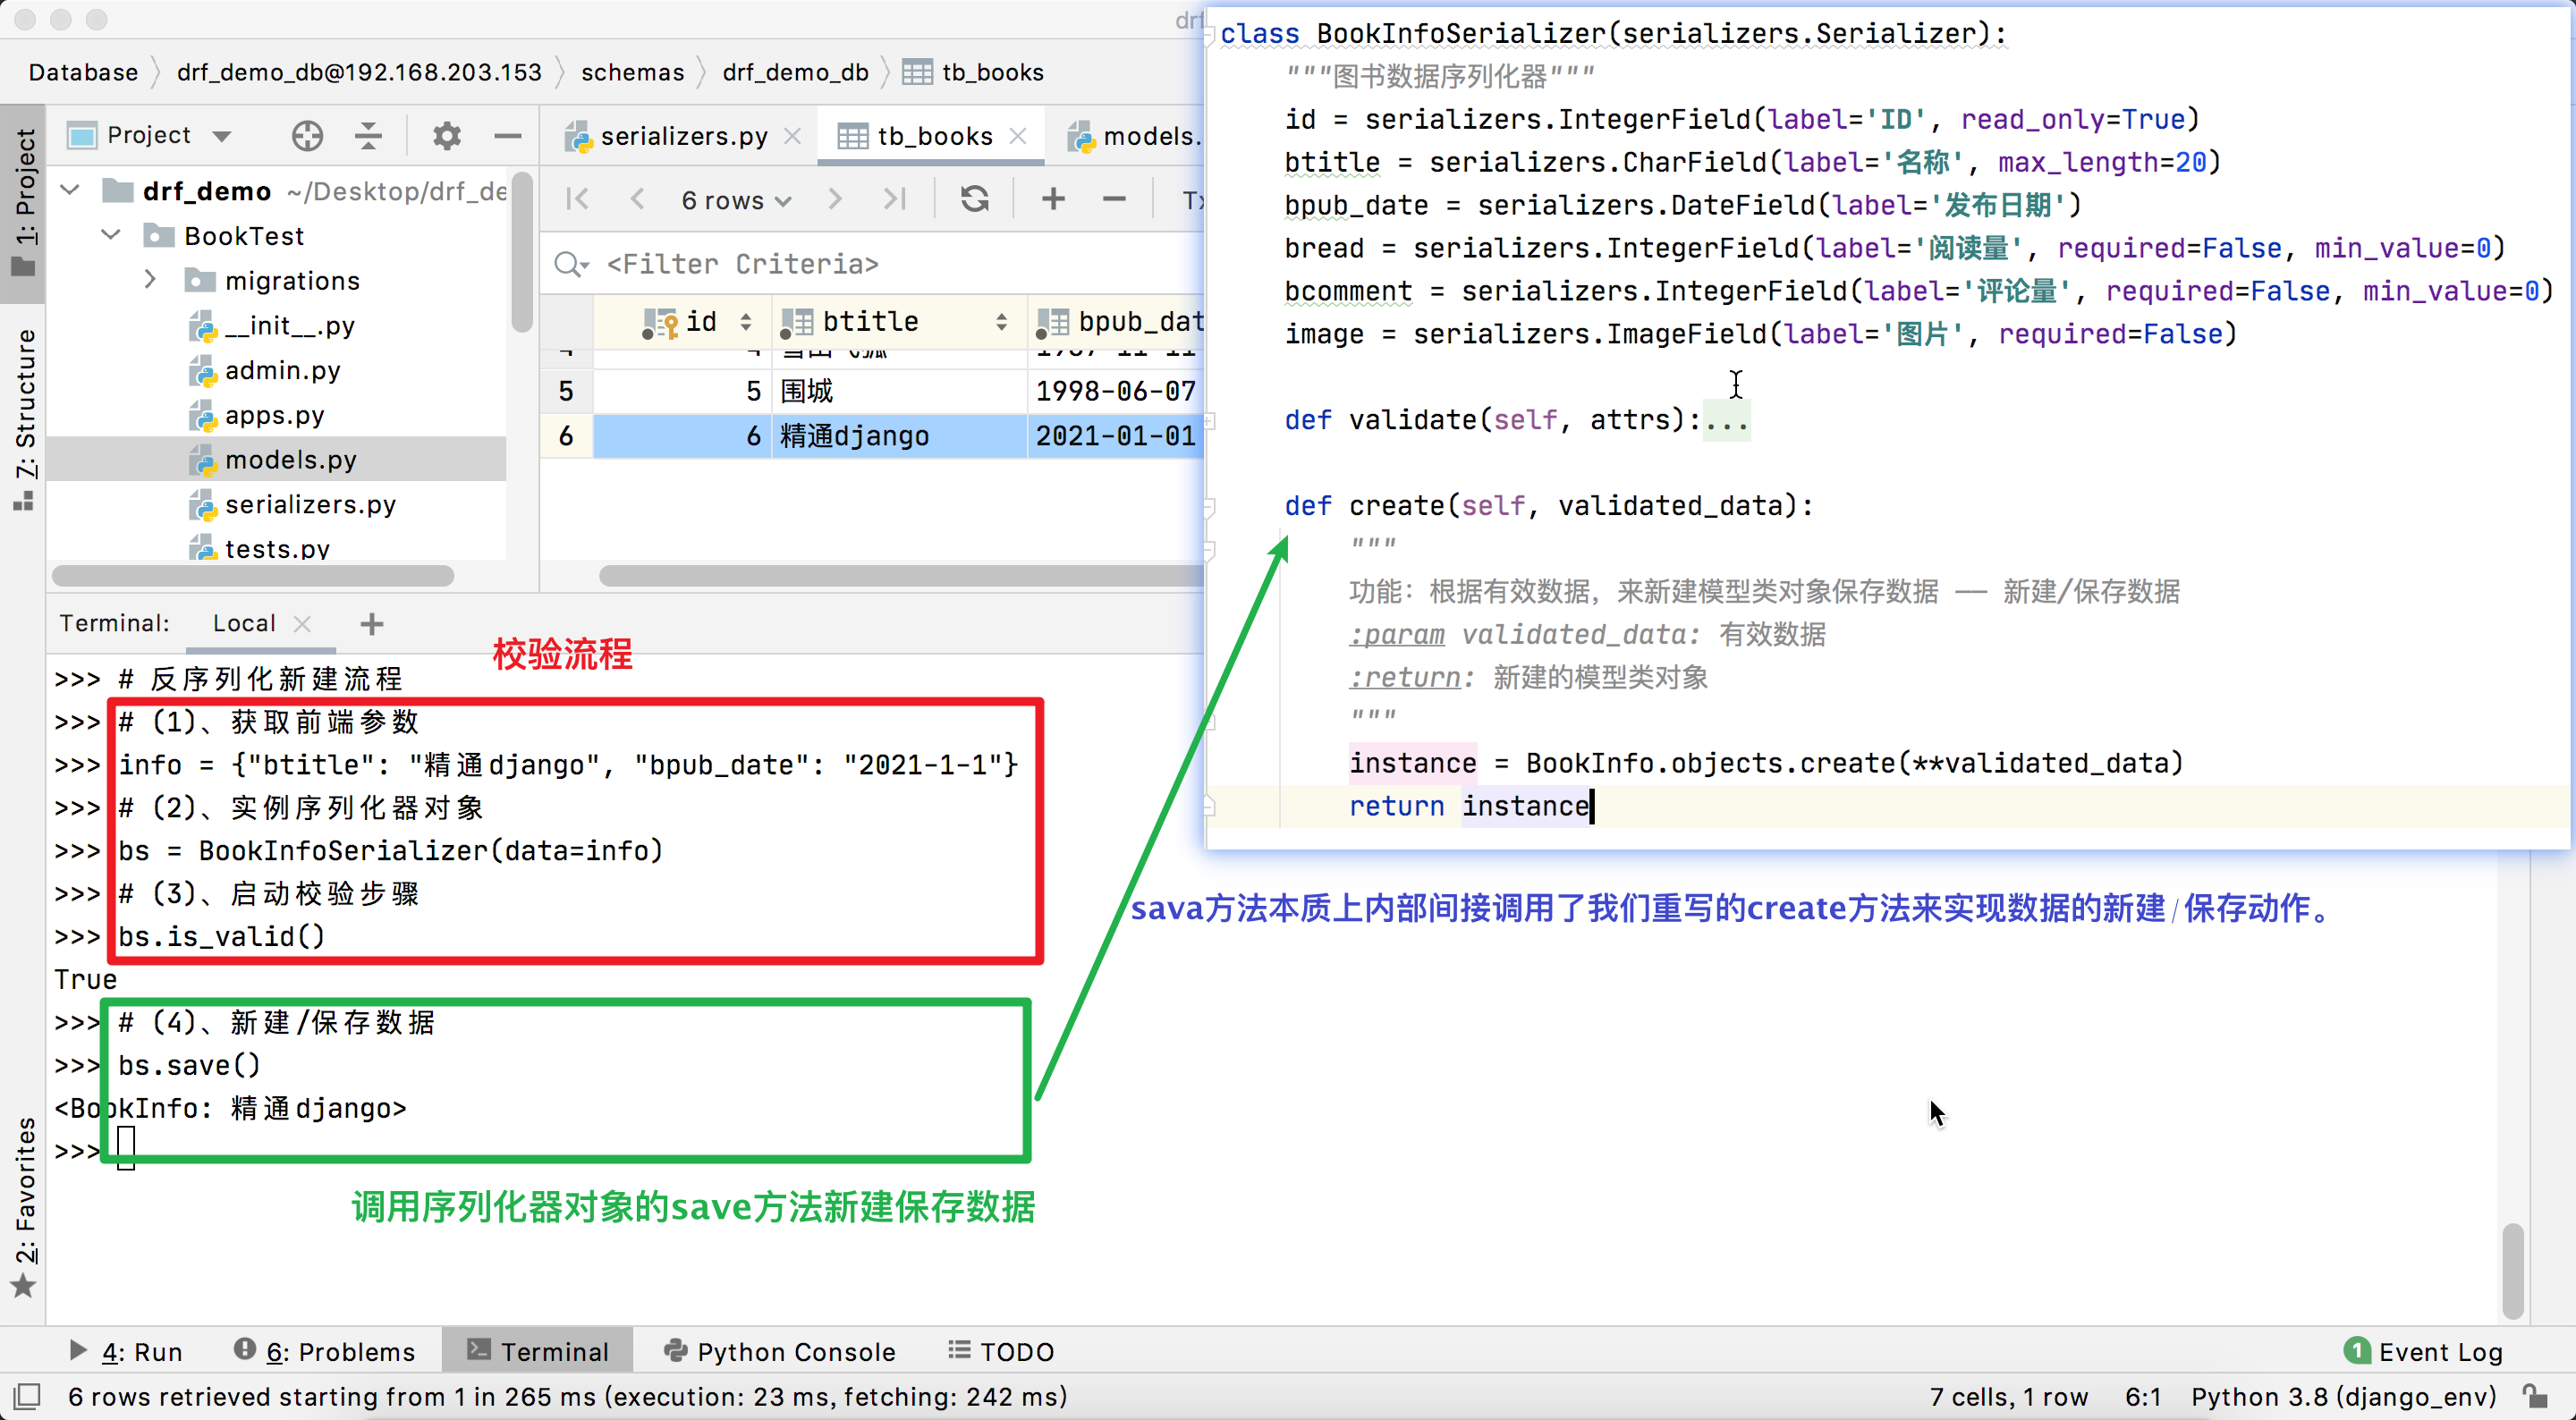 drf
Database
drf_demo_db@192.168.203.153
schemas
drf_demo_db
tb_books
1: Project
7: Structure
2: Favorites
Project
drf_demo ~/Desktop/drf_de
BookTest
migrations
__init__.py
admin.py
apps.py
models.py
serializers.py
tests.py
serializers.py
tb_books
models.
6 rows
<Filter Criteria>
id btitle bpub_dat
5 5 围城 1998-06-07
6 6 精通django 2021-01-01
class BookInfoSerializer(serializers.Serializer):
"""图书数据序列化器"""
id = serializers.IntegerField(label='ID', read_only=True)
btitle = serializers.CharField(label='名称', max_length=20)
bpub_date = serializers.DateField(label='发布日期')
bread = serializers.IntegerField(label='阅读量', required=False, min_value=0)
bcomment = serializers.IntegerField(label='评论量', required=False, min_value=0)
image = serializers.ImageField(label='图片', required=False)
def validate(self, attrs):...
def create(self, validated_data):
"""
功能：根据有效数据，来新建模型类对象保存数据 —— 新建/保存数据
:param validated_data: 有效数据
:return: 新建的模型类对象
"""
instance = BookInfo.objects.create(**validated_data)
return instance
Terminal: Local
校验流程
>>> # 反序列化新建流程
>>> # (1)、获取前端参数
>>> info = {"btitle": "精通django", "bpub_date": "2021-1-1"}
>>> # (2)、实例序列化器对象
>>> bs = BookInfoSerializer(data=info)
>>> # (3)、启动校验步骤
>>> bs.is_valid()
True
>>> # (4)、新建/保存数据
>>> bs.save()
<BookInfo: 精通django>
>>>
sava方法本质上内部间接调用了我们重写的create方法来实现数据的新建/保存动作。
调用序列化器对象的save方法新建保存数据
4: Run
6: Problems
Terminal
Python Console
TODO
1 Event Log
6 rows retrieved starting from 1 in 265 ms (execution: 23 ms, fetching: 242 ms)
7 cells, 1 row
6:1
Python 3.8 (django_env)